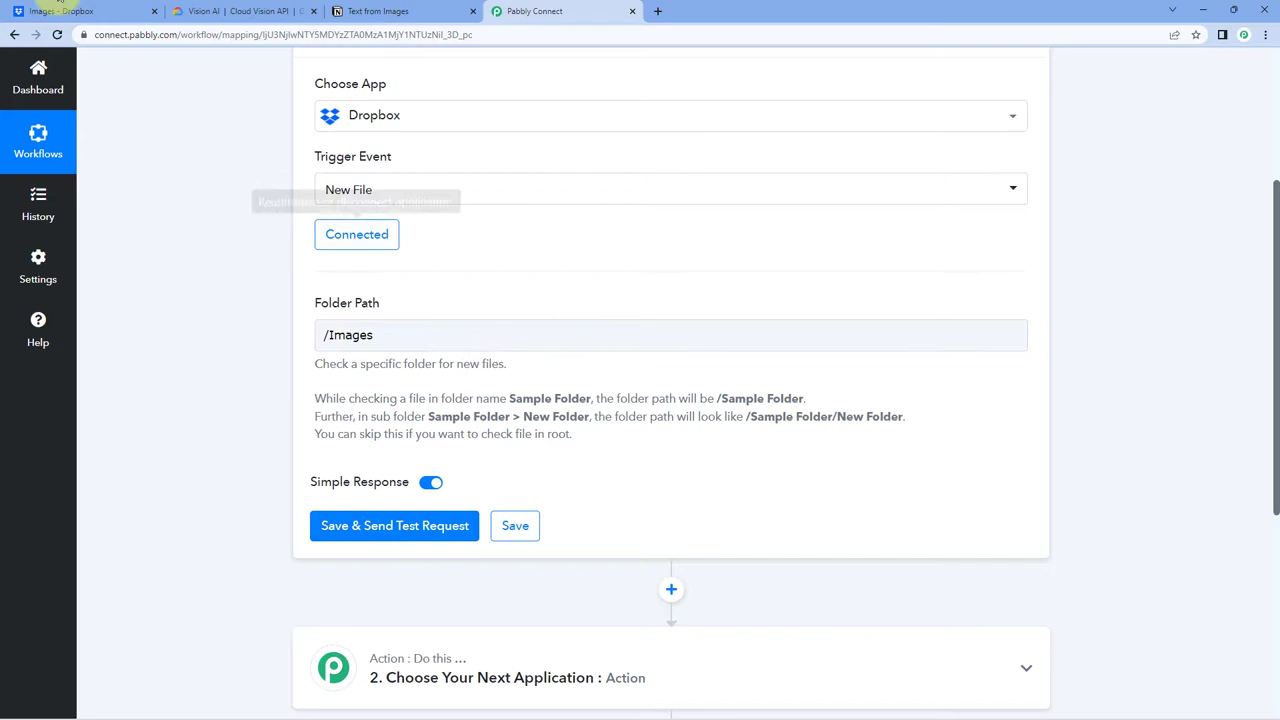 Images - Dropbox
Vision AI | Cloud Vision API | G
Text from Images
Pabbly Connect
connect.pabbly.com/workflow/mapping/IjU3NjIwNTY5MDYzZTA0MzA1MjY1NTUzNiI_3D_pc
Dashboard
Workflows
History
Settings
Help
Choose App
Dropbox
Trigger Event
New File
Connected
Folder Path
/Images
Check a specific folder for new files.
While checking a file in folder name Sample Folder, the folder path will be /Sample Folder.
Further, in sub folder Sample Folder > New Folder, the folder path will look like /Sample Folder/New Folder.
You can skip this if you want to check file in root.
Simple Response
Save & Send Test Request
Save
Action : Do this ...
2. Choose Your Next Application : Action